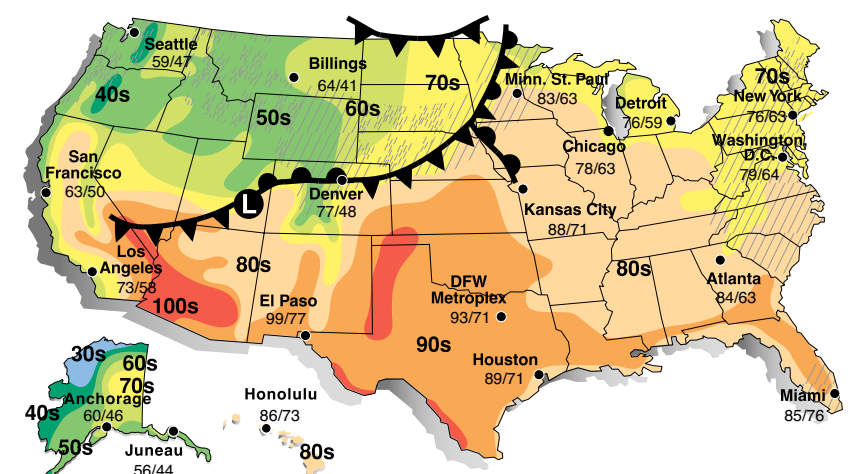 Seattle
59/47
Billings
64/41
70s
60s
40s
50s
Minn. St. Paul
83/63
Detroit
76/59
70s
New York
76/63
Chicago
78/63
Washington,
D.C.
79/64
San
Francisco
63/50
L
Denver
77/48
Kansas City
88/71
Los
Angeles
73/58
80s
80s
Atlanta
84/63
100s
El Paso
99/77
DFW
Metroplex
93/71
90s
Houston
89/71
Miami
85/76
30s
60s
70s
Anchorage
60/46
40s
50s
Juneau
56/44
Honolulu
86/73
80s